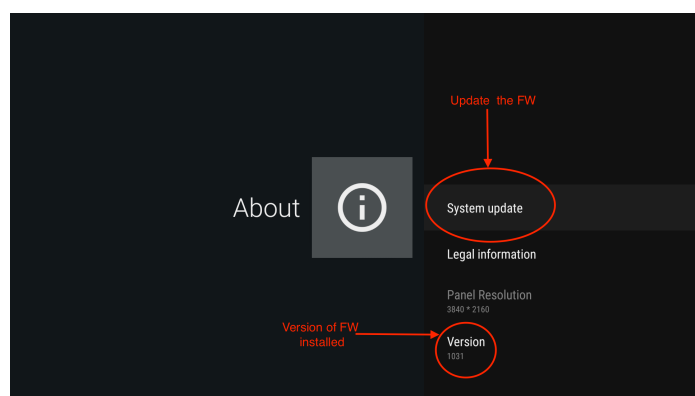 Update the FW
About
System update
Legal information
Panel Resolution
3840 * 2160
Version of FW
installed
Version
1031